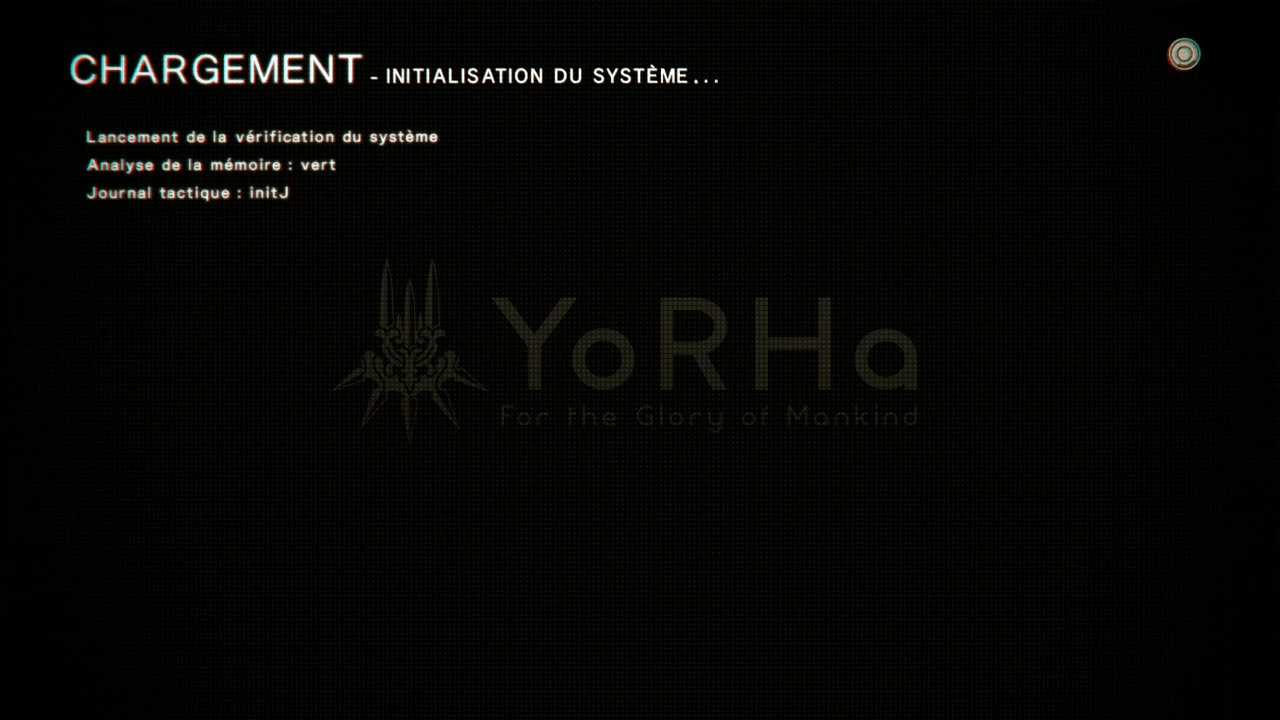 CHARGEMENT - INITIALISATION DU SYSTÈME...
Lancement de la vérification du système
Analyse de la mémoire : vert
Journal tactique : initJ
YoRHa
For the Glory of Mankind